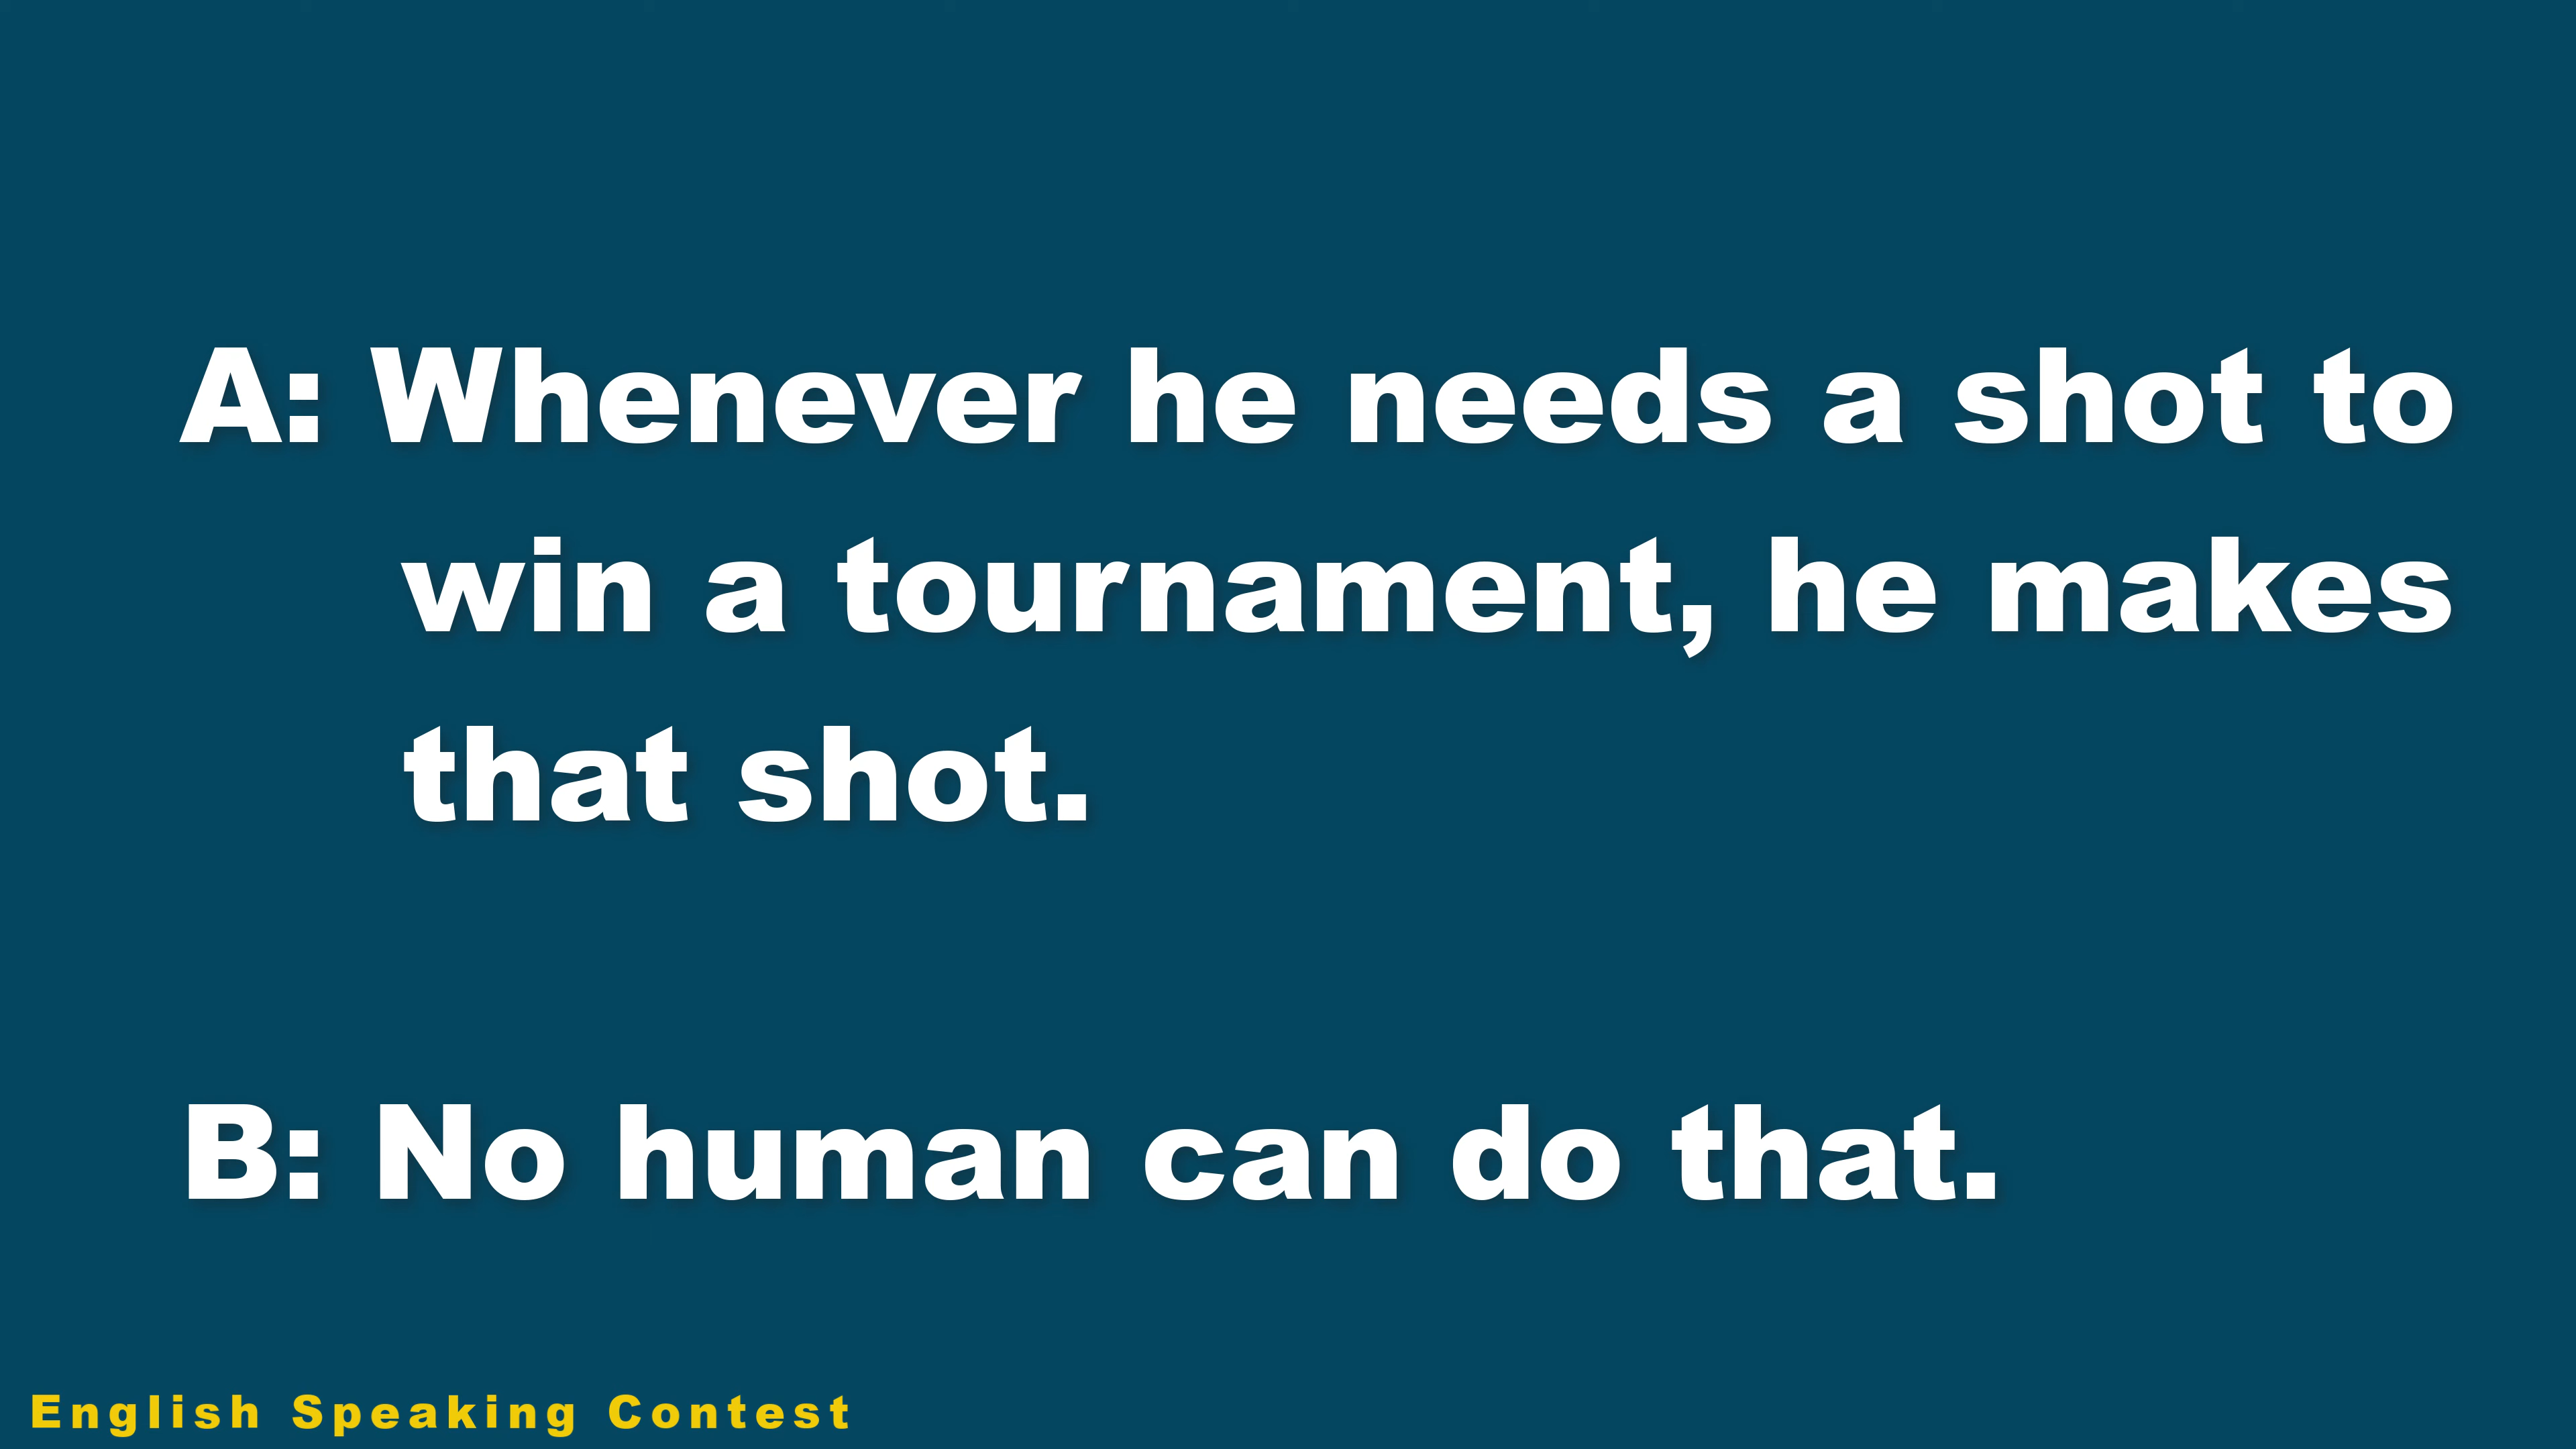 A: Whenever he needs a shot to
win a tournament, he makes
that shot.
B: No human can do that.
English Speaking Contest